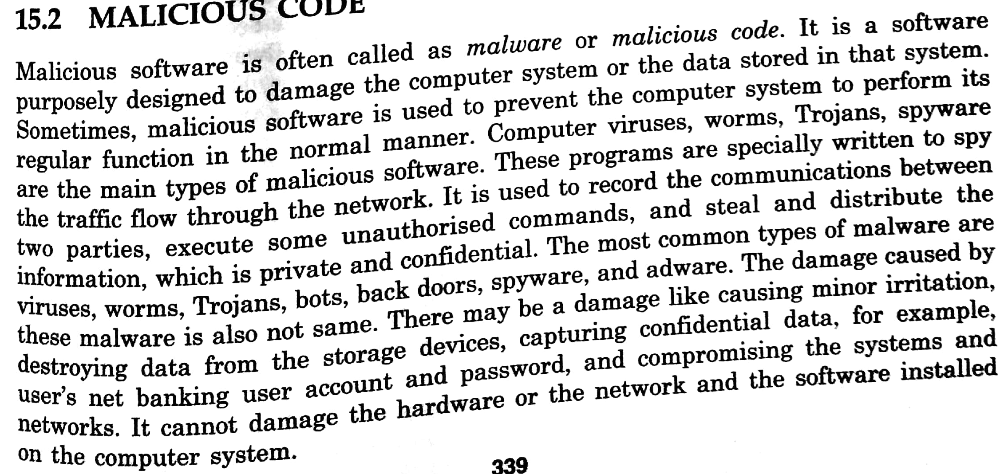 15.2 MALICIOUS CODE
Malicious software is often called as malware or malicious code. It is a software
purposely designed to damage the computer system or the data stored in that system.
Sometimes, malicious software is used to prevent the computer system to perform its
regular function in the normal manner. Computer viruses, worms, Trojans, spyware
are the main types of malicious software. These programs are specially written to spy
the traffic flow through the network. It is used to record the communications between
two parties, execute some unauthorised commands, and steal and distribute the
information, which is private and confidential. The most common types of malware are
viruses, worms, Trojans, bots, back doors, spyware, and adware. The damage caused by
these malware is also not same. There may be a damage like causing minor irritation,
destroying data from the storage devices, capturing confidential data, for example,
user's net banking user account and password, and compromising the systems and
networks. It cannot damage the hardware or the network and the software installed
on the computer system.
339